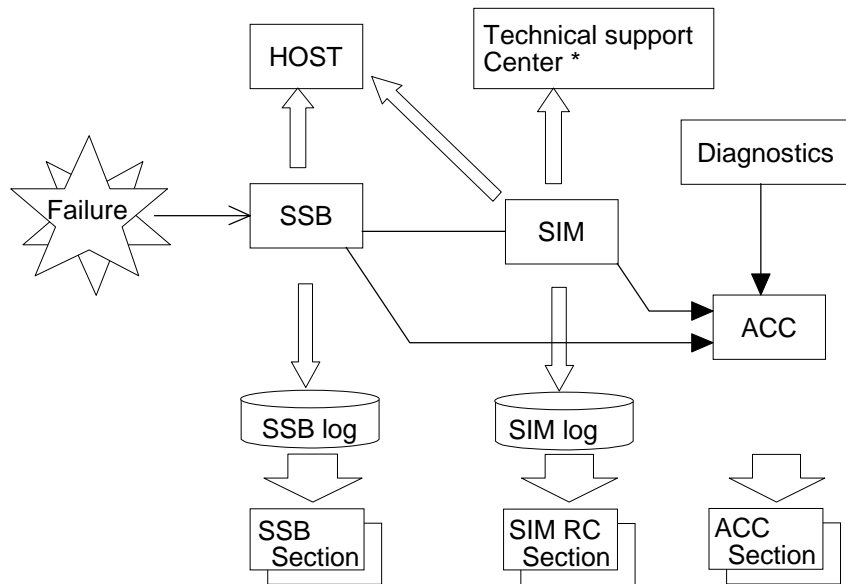 HOST
Technical support
Center *
Diagnostics
Failure
SSB
SIM
ACC
SSB log
SIM log
SSB
Section
SIM RC
Section
ACC
Section